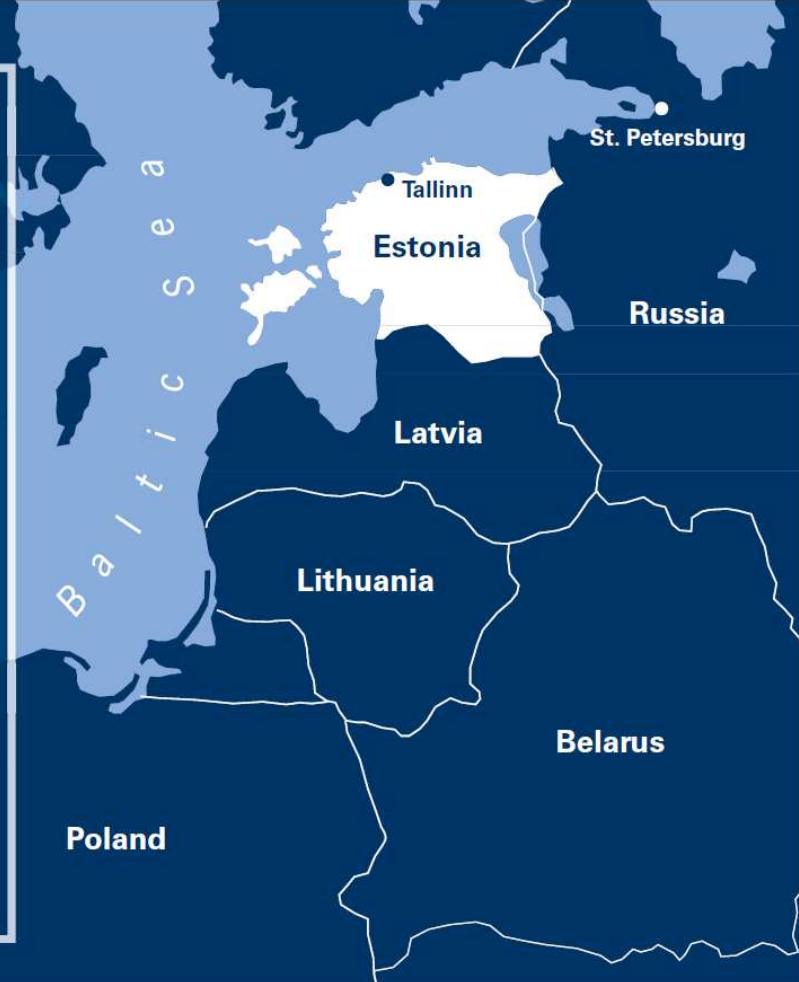 St. Petersburg
Tallinn
Estonia
Russia
Baltic Sea
Latvia
Lithuania
Belarus
Poland